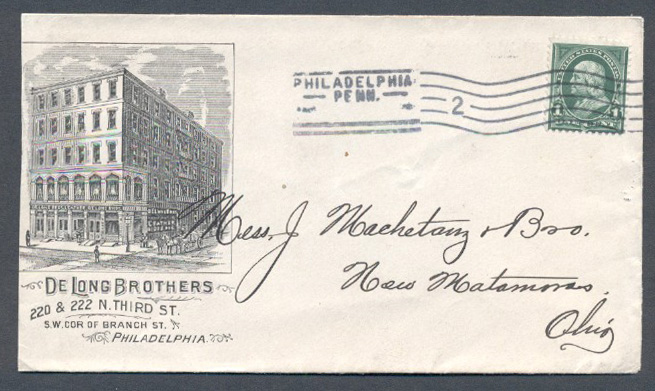 PHILADELPHIA
PENN.
2
Mess. J Machetanz & Bro.
New Matamoras.
Ohio
DE LONG BROTHERS
220 & 222 N. THIRD ST.
S.W. COR OF BRANCH ST.
PHILADELPHIA.